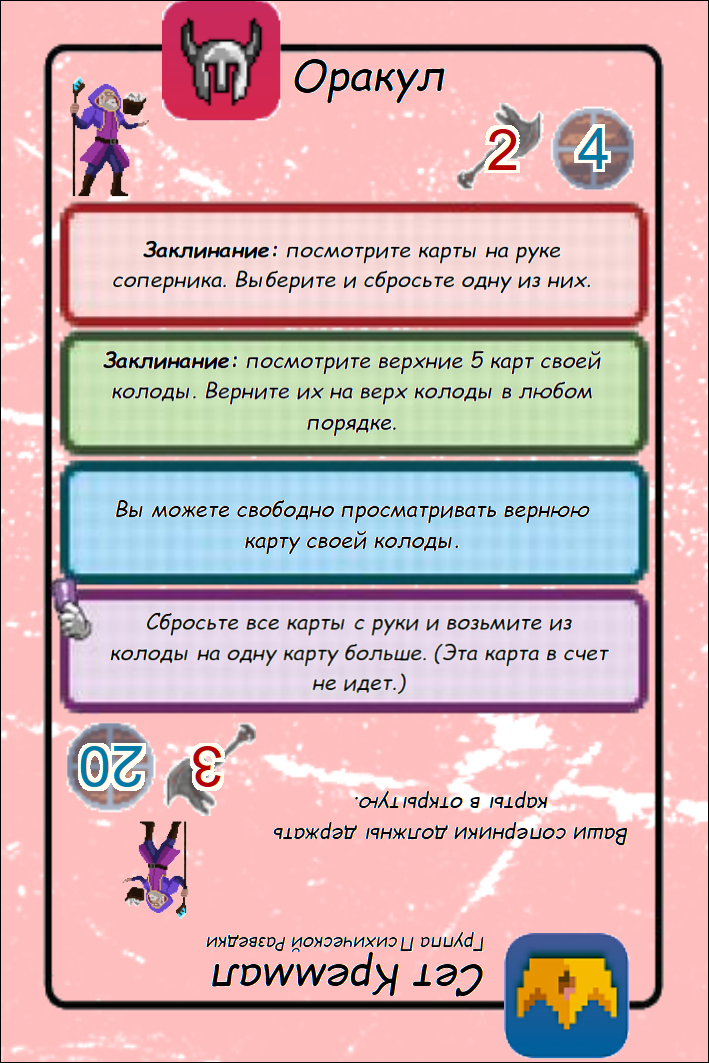 Оракул
2
4
Заклинание: посмотрите карты на руке
соперника. Выберите и сбросьте одну из них.
Заклинание: посмотрите верхние 5 карт своей
колоды. Верните их на верх колоды в любом
порядке.
Вы можете свободно просматривать вернюю
карту своей колоды.
Сбросьте все карты с руки и возьмите из
колоды на одну карту больше. (Эта карта в счет
не идет.)
Сет Креммал
Группа Психической Разведки
Ваши соперники должны держать
карты в открытую.
3
20